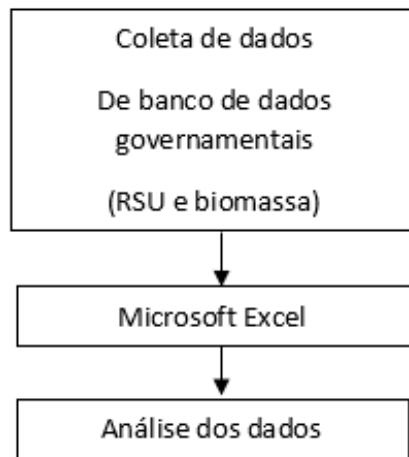 Coleta de dados
De banco de dados
governamentais
(RSU e biomassa)
Microsoft Excel
Análise dos dados